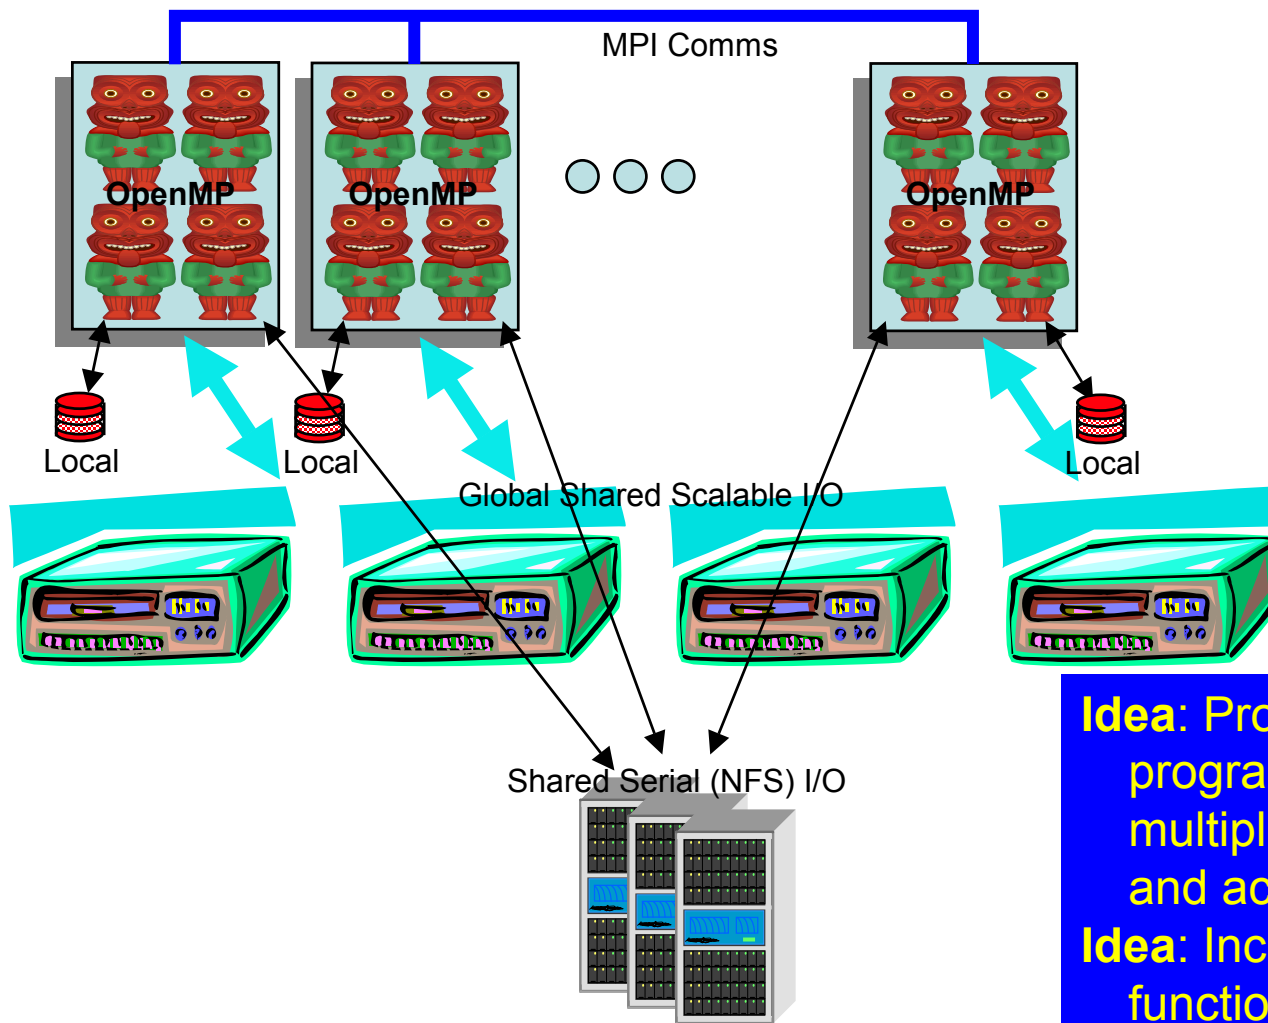 MPI Comms
OpenMP
OpenMP
OpenMP
Local
Local
Local
Global Shared Scalable I/O
Shared Serial (NFS) I/O
Idea: Pro
progra
multipl
and ac
Idea: Inc
functio